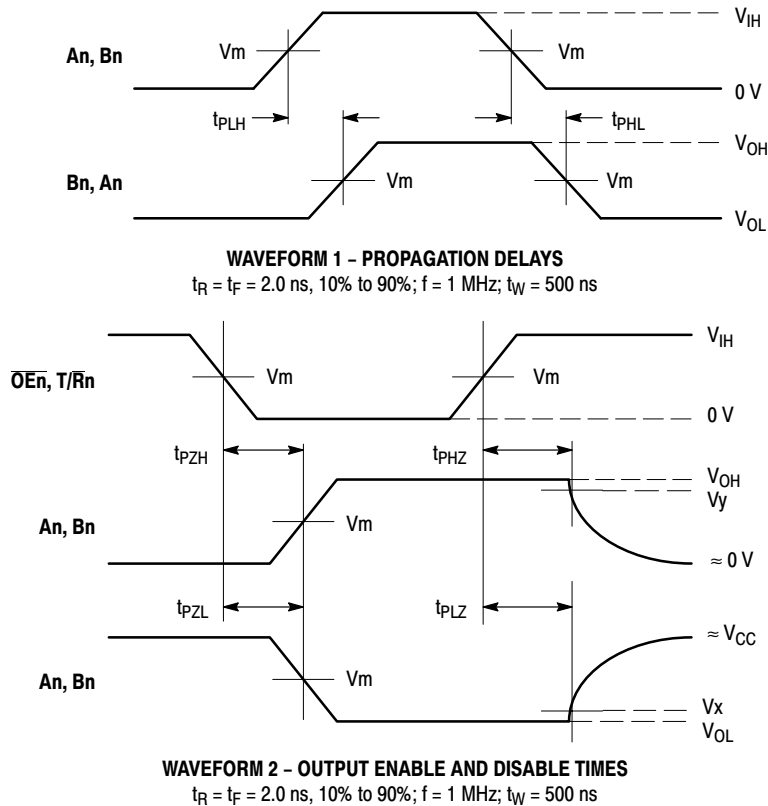 V_IH
An, Bn Vm Vm
0 V
t_PLH t_PHL
V_OH
Bn, An Vm Vm
V_OL
WAVEFORM 1 – PROPAGATION DELAYS
t_R = t_F = 2.0 ns, 10% to 90%; f = 1 MHz; t_W = 500 ns
V_IH
O̅E̅n̅, T/R̅n Vm Vm
0 V
t_PZH t_PHZ
V_OH
Vy
An, Bn Vm
≈ 0 V
t_PZL t_PLZ
≈ V_CC
An, Bn Vm
Vx
V_OL
WAVEFORM 2 – OUTPUT ENABLE AND DISABLE TIMES
t_R = t_F = 2.0 ns, 10% to 90%; f = 1 MHz; t_W = 500 ns